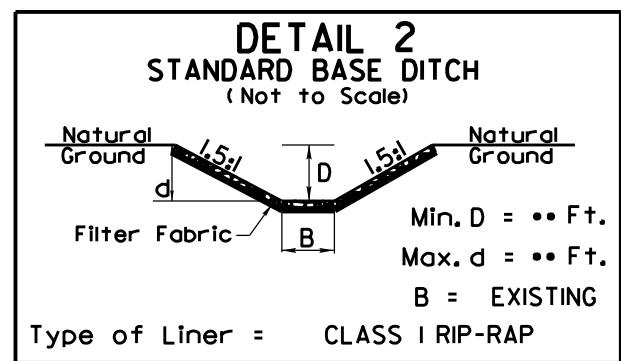 DETAIL 2
STANDARD BASE DITCH
(Not to Scale)
Natural
Ground
1.5:1
1.5:1
Natural
Ground
D
d
Filter Fabric
B
Min. D = •• Ft.
Max. d = •• Ft.
B = EXISTING
Type of Liner = CLASS I RIP-RAP